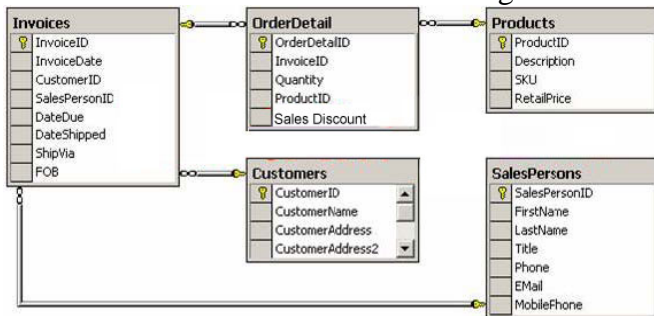 Invoices
InvoiceID
InvoiceDate
CustomerID
SalesPersonID
DateDue
DateShipped
ShipVia
FOB
OrderDetail
OrderDetailID
InvoiceID
Quantity
ProductID
Sales Discount
Products
ProductID
Description
SKU
RetailPrice
Customers
CustomerID
CustomerName
CustomerAddress
CustomerAddress2
SalesPersons
SalesPersonID
FirstName
LastName
Title
Phone
EMail
MobilePhone